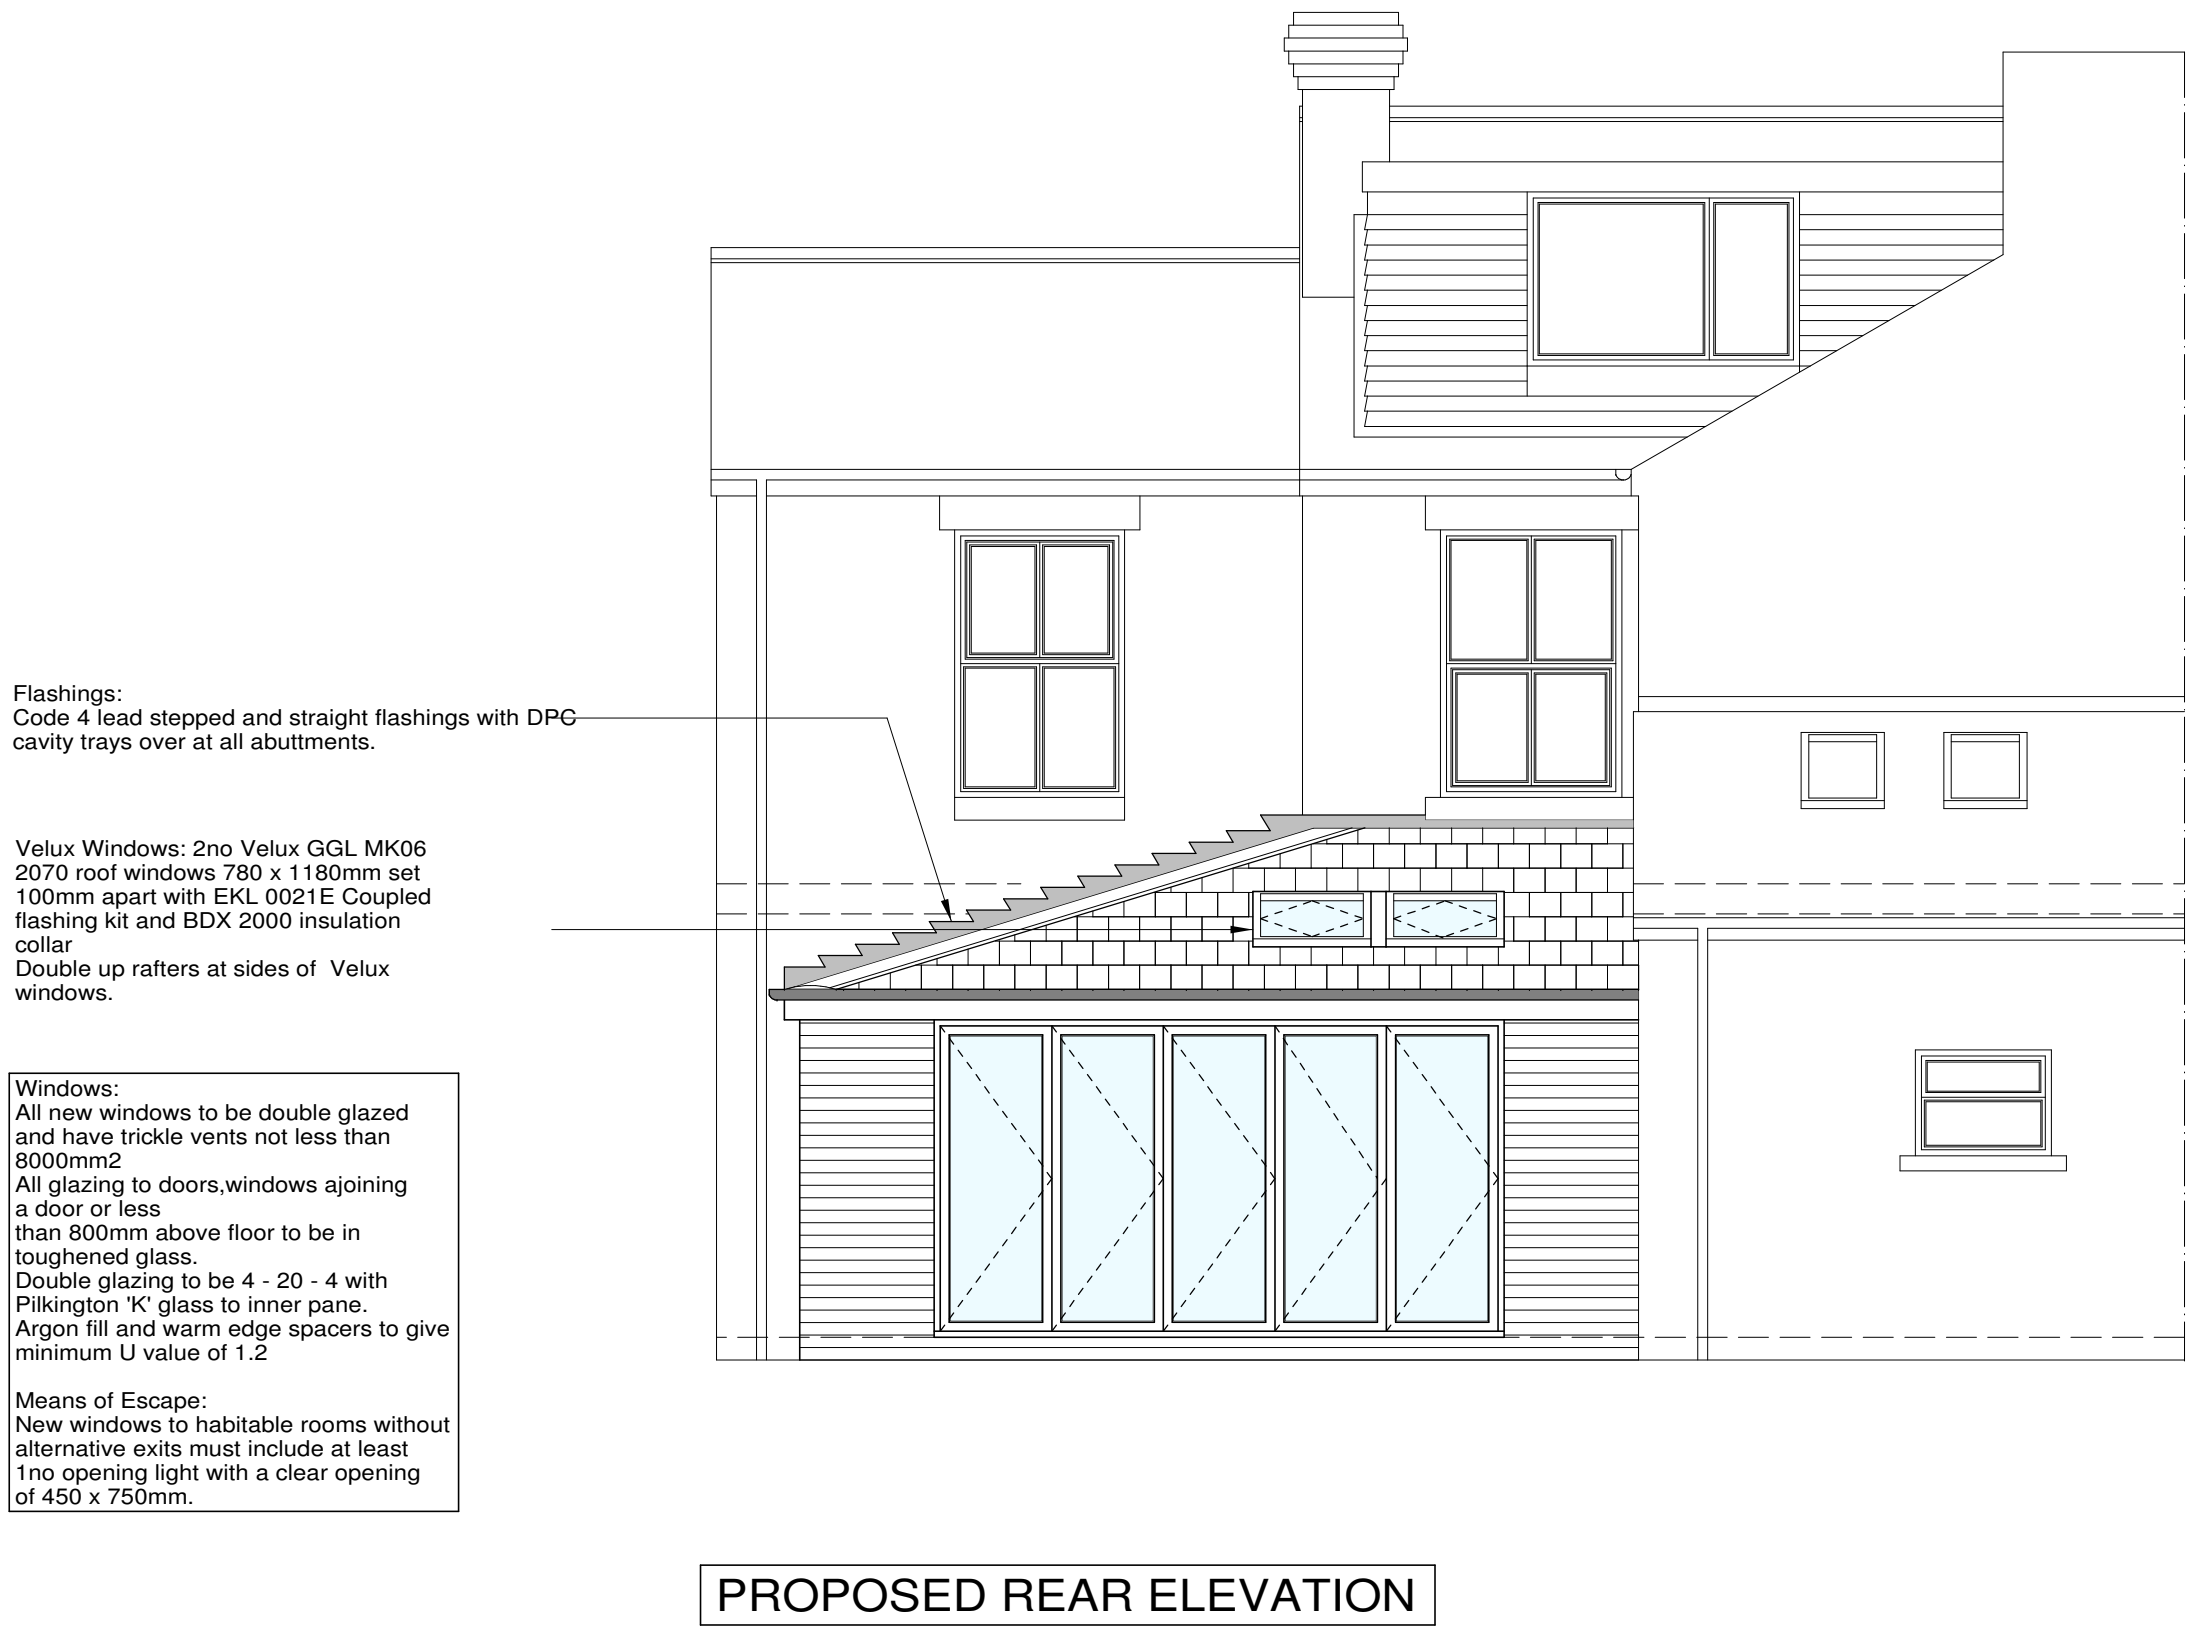 Flashings:
Code 4 lead stepped and straight flashings with DPC
cavity trays over at all abuttments.
Velux Windows: 2no Velux GGL MK06
2070 roof windows 780 x 1180mm set
100mm apart with EKL 0021E Coupled
flashing kit and BDX 2000 insulation
collar
Double up rafters at sides of Velux
windows.
Windows:
All new windows to be double glazed
and have trickle vents not less than
8000mm2
All glazing to doors,windows ajoining
a door or less
than 800mm above floor to be in
toughened glass.
Double glazing to be 4 - 20 - 4 with
Pilkington 'K' glass to inner pane.
Argon fill and warm edge spacers to give
minimum U value of 1.2
Means of Escape:
New windows to habitable rooms without
alternative exits must include at least
1no opening light with a clear opening
of 450 x 750mm.
PROPOSED REAR ELEVATION